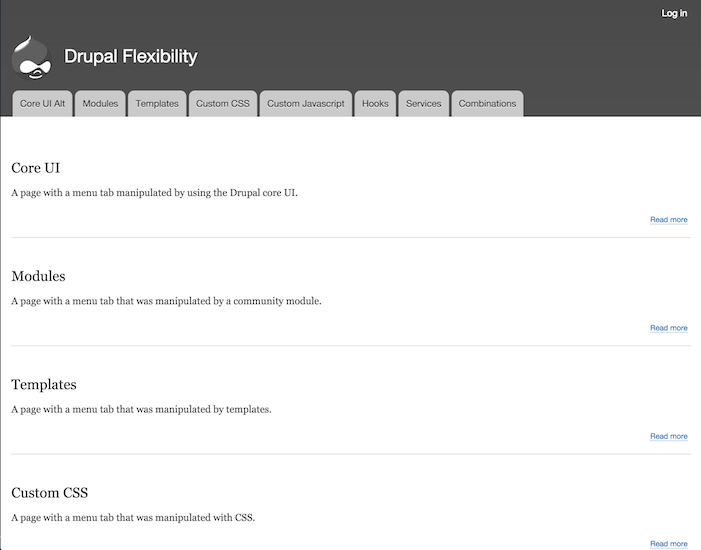 Log in
Drupal Flexibility
Core UI Alt Modules Templates Custom CSS Custom Javascript Hooks Services Combinations
Core UI
A page with a menu tab manipulated by using the Drupal core UI.
Read more
Modules
A page with a menu tab that was manipulated by a community module.
Read more
Templates
A page with a menu tab that was manipulated by templates.
Read more
Custom CSS
A page with a menu tab that was manipulated with CSS.
Read more